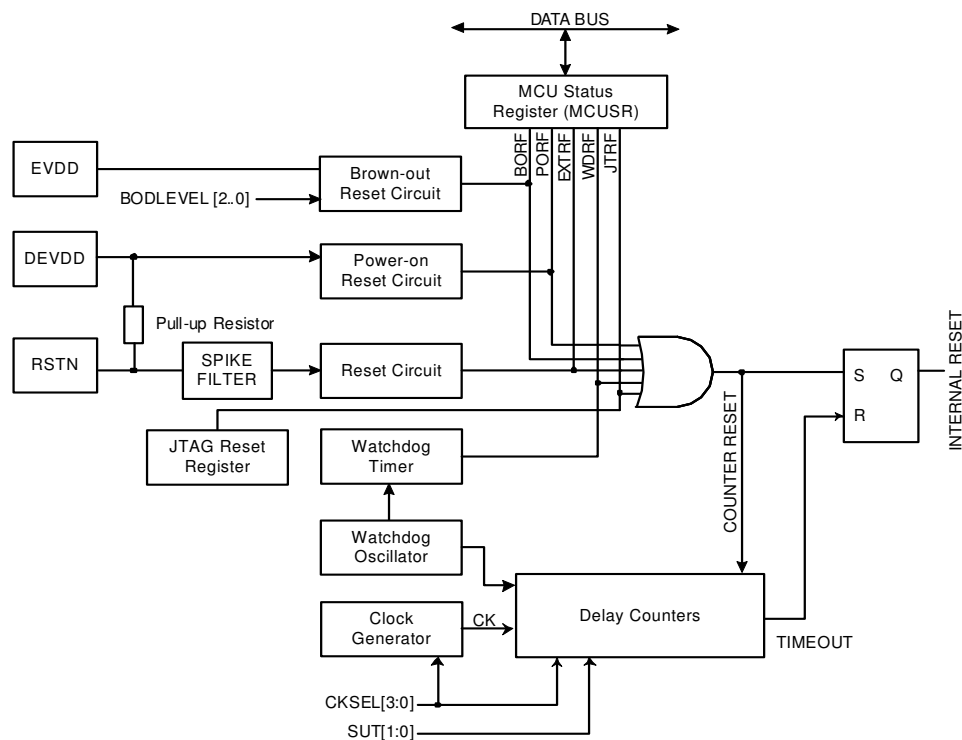 DATA BUS
MCU Status
Register (MCUSR)
BORF
PORF
EXTRF
WDRF
JTRF
EVDD
Brown-out
Reset Circuit
BODLEVEL [2..0]
DEVDD
Power-on
Reset Circuit
Pull-up Resistor
RSTN
SPIKE
FILTER
Reset Circuit
S
Q
R
INTERNAL RESET
JTAG Reset
Register
Watchdog
Timer
COUNTER RESET
Watchdog
Oscillator
Clock
Generator
CK
Delay Counters
TIMEOUT
CKSEL[3:0]
SUT[1:0]